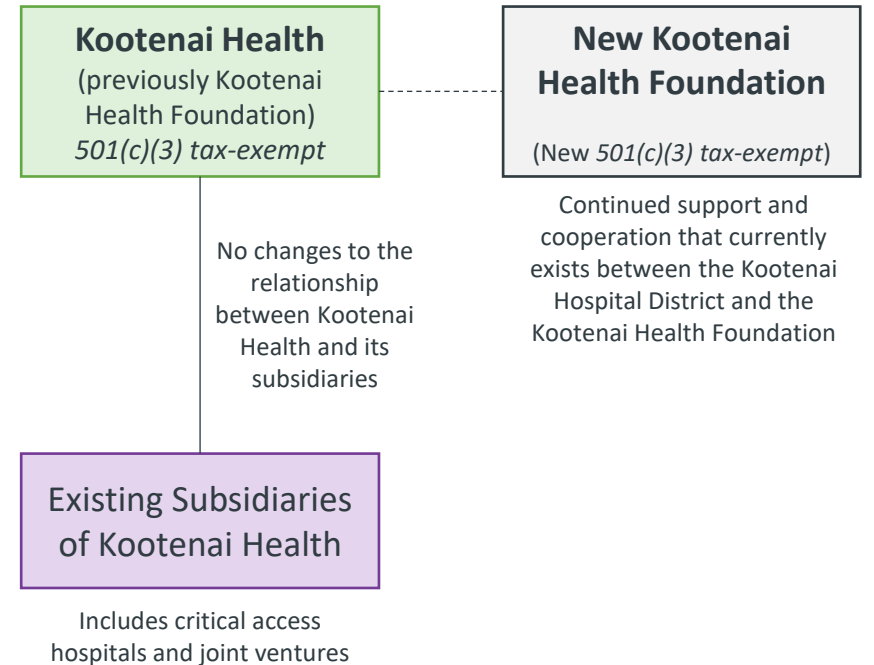 Kootenai Health
(previously Kootenai
Health Foundation)
501(c)(3) tax-exempt
New Kootenai
Health Foundation
(New 501(c)(3) tax-exempt)
Continued support and
cooperation that currently
exists between the Kootenai
Hospital District and the
Kootenai Health Foundation
No changes to the
relationship
between Kootenai
Health and its
subsidiaries
Existing Subsidiaries
of Kootenai Health
Includes critical access
hospitals and joint ventures